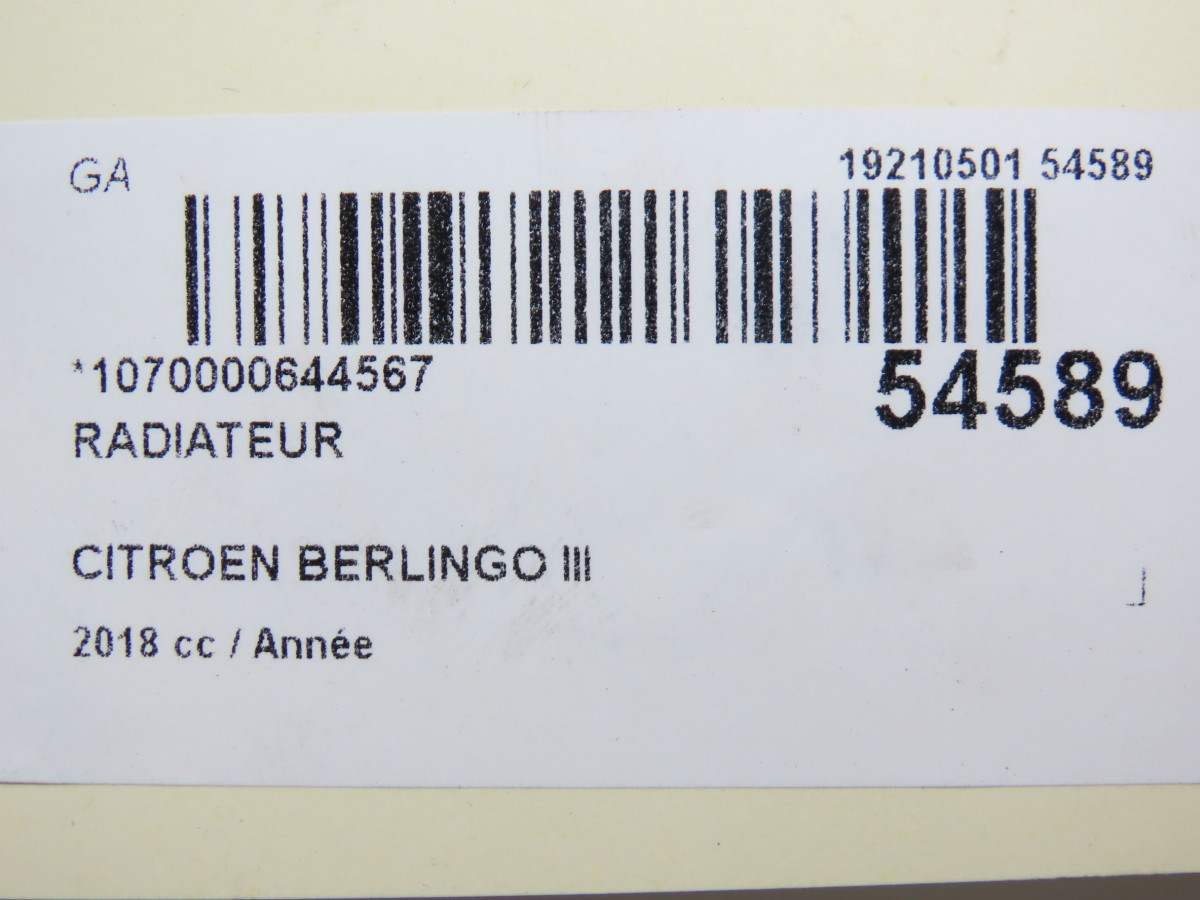 GA
19210501 54589
*1070000644567
54589
RADIATEUR
CITROEN BERLINGO III
2018 cc / Année